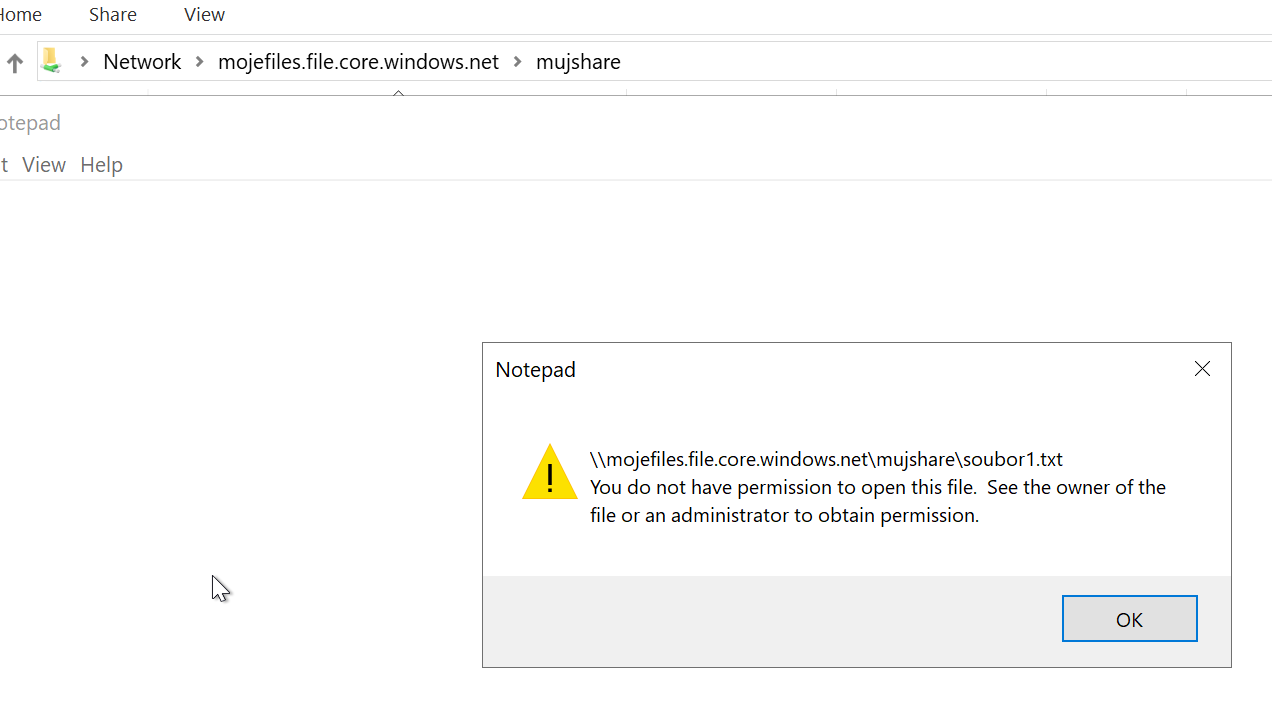 Home Share View
Network > mojefiles.file.core.windows.net > mujshare
otepad
t View Help
Notepad
\\mojefiles.file.core.windows.net\mujshare\soubor1.txt
You do not have permission to open this file. See the owner of the
file or an administrator to obtain permission.
OK